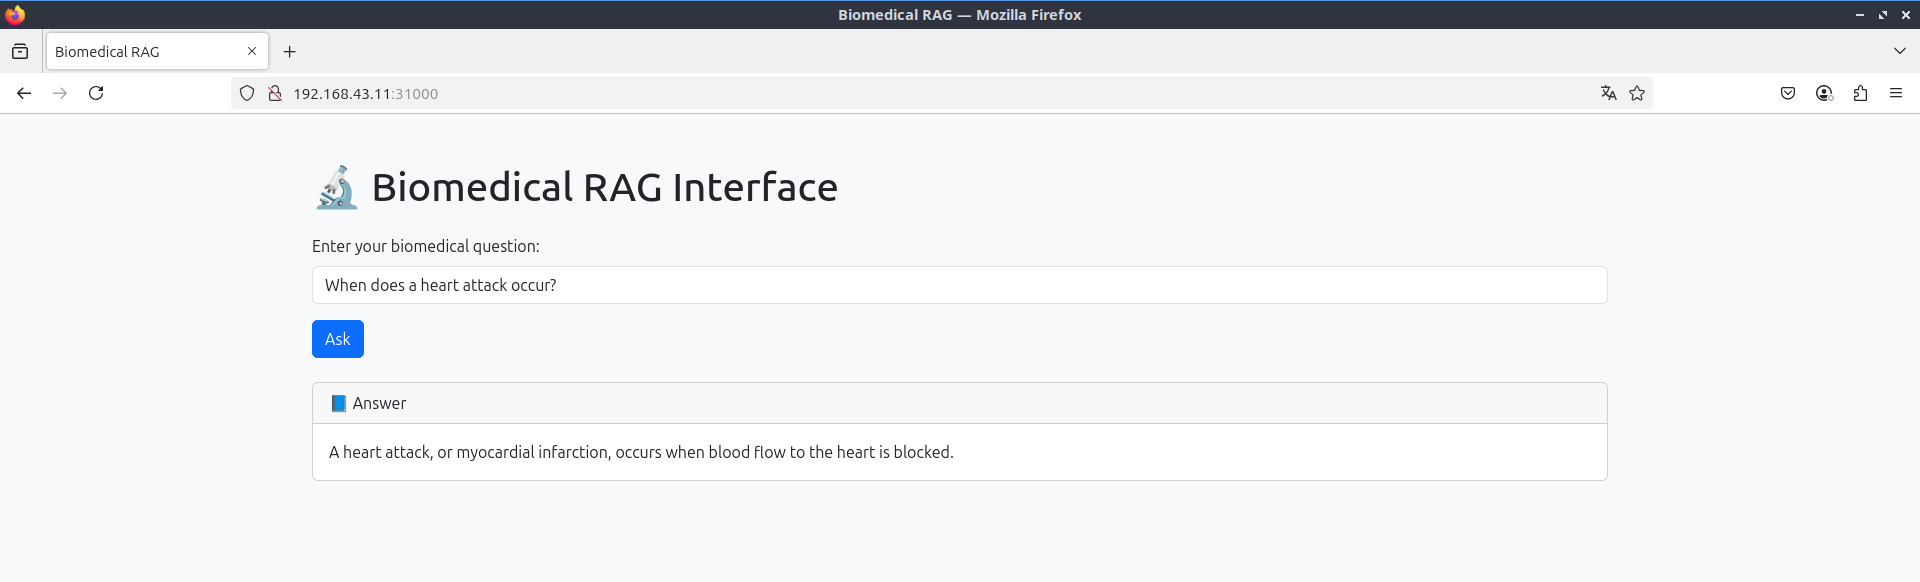 Biomedical RAG — Mozilla Firefox
Biomedical RAG
192.168.43.11:31000
Biomedical RAG Interface
Enter your biomedical question:
When does a heart attack occur?
Ask
Answer
A heart attack, or myocardial infarction, occurs when blood flow to the heart is blocked.